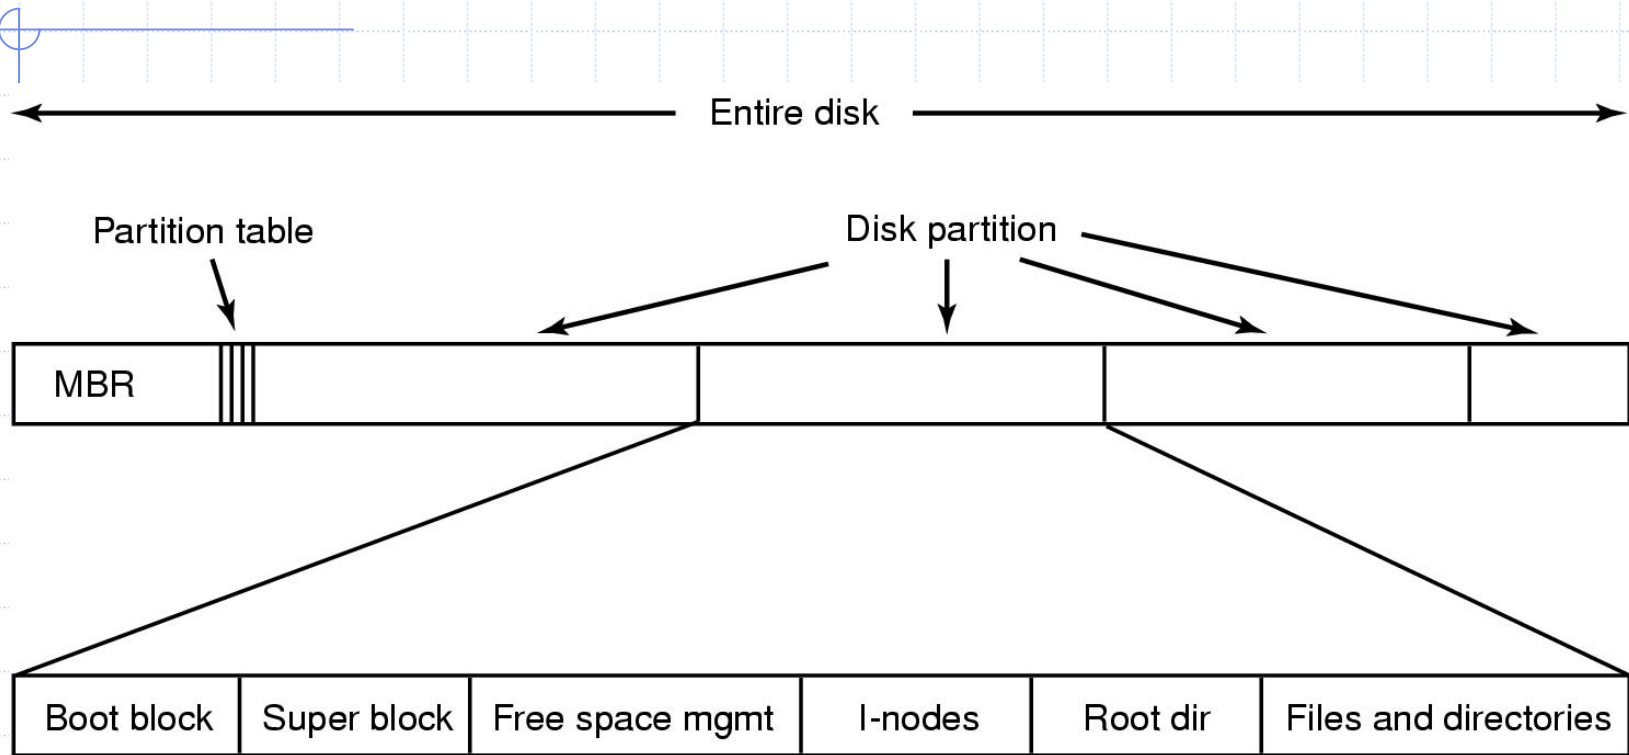 Entire disk
Partition table
Disk partition
MBR
Boot block
Super block
Free space mgmt
I-nodes
Root dir
Files and directories